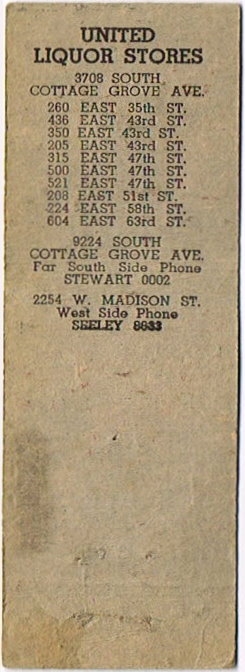 UNITED
LIQUOR STORES
3708 SOUTH
COTTAGE GROVE AVE.
260 EAST 35th ST.
436 EAST 43rd ST.
350 EAST 43rd ST.
205 EAST 43rd ST.
315 EAST 47th ST.
500 EAST 47th ST.
521 EAST 47th ST.
208 EAST 51st ST.
224 EAST 58th ST.
604 EAST 63rd ST.
9224 SOUTH
COTTAGE GROVE AVE.
Far South Side Phone
STEWART 0002
2254 W. MADISON ST.
West Side Phone
SEELEY 8633